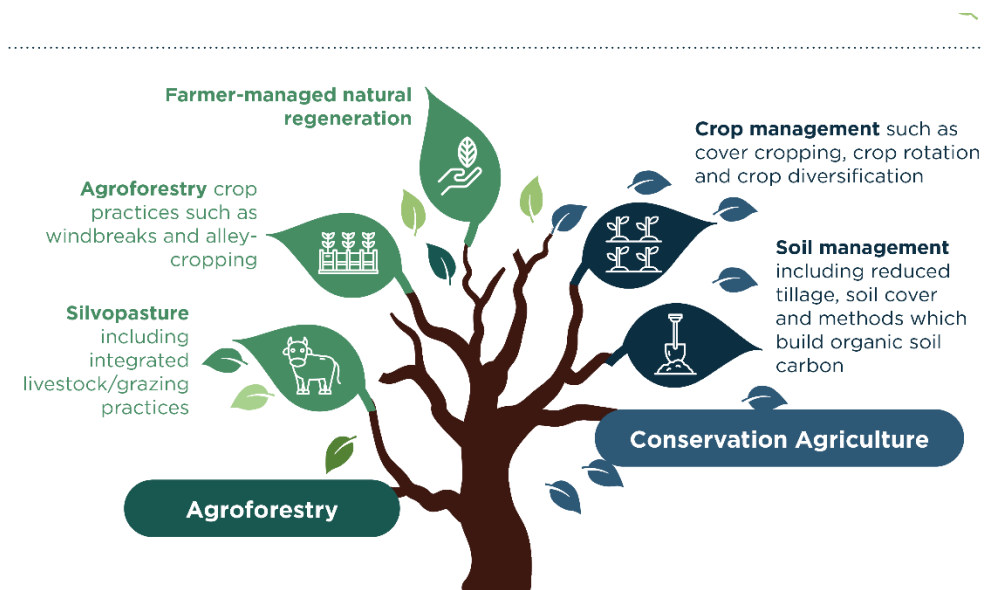 Farmer-managed natural
regeneration
Agroforestry crop
practices such as
windbreaks and alley-
cropping
Silvopasture
including
integrated
livestock/grazing
practices
Agroforestry
Crop management such as
cover cropping, crop rotation
and crop diversification
Soil management
including reduced
tillage, soil cover
and methods which
build organic soil
carbon
Conservation Agriculture